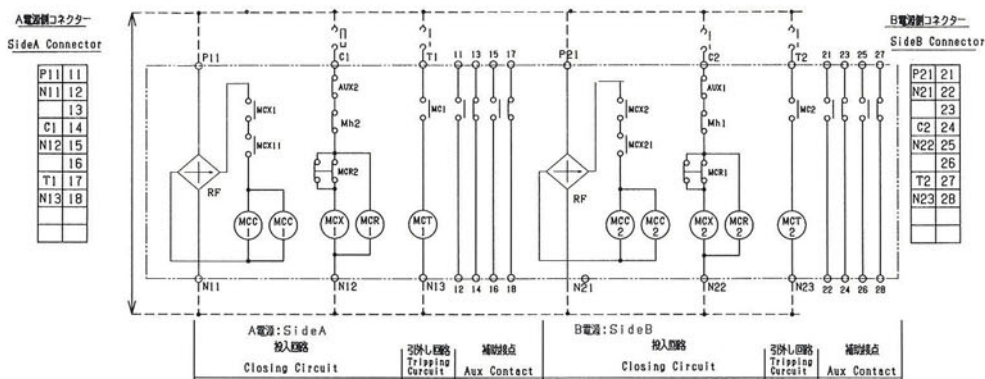 A電源側コネクター
SideA Connector
P11 11
N11 12
13
C1 14
N12 15
16
T1 17
N13 18
P11
C1
T1
11 13 15 17
MCX1
MCX11
RF
MCC
1
MCC
1
AUX2
Mh2
MCR2
MCX
1
MCR
1
MC1
MCT
1
N11
N12
N13
12 14 16 18
P21
C2
T2
21 23 25 27
MCX2
MCX21
RF
MCC
2
MCC
2
AUX1
Mh1
MCR1
MCX
2
MCR
2
MC2
MCT
2
N21
N22
N23
22 24 26 28
B電源側コネクター
SideB Connector
P21 21
N21 22
23
C2 24
N22 25
26
T2 27
N23 28
A電源:SideA
投入回路
Closing Circuit
引外し回路
Tripping
Curcuit
補助接点
Aux Contact
B電源:SideB
投入回路
Closing Circuit
引外し回路
Tripping
Curcuit
補助接点
Aux Contact